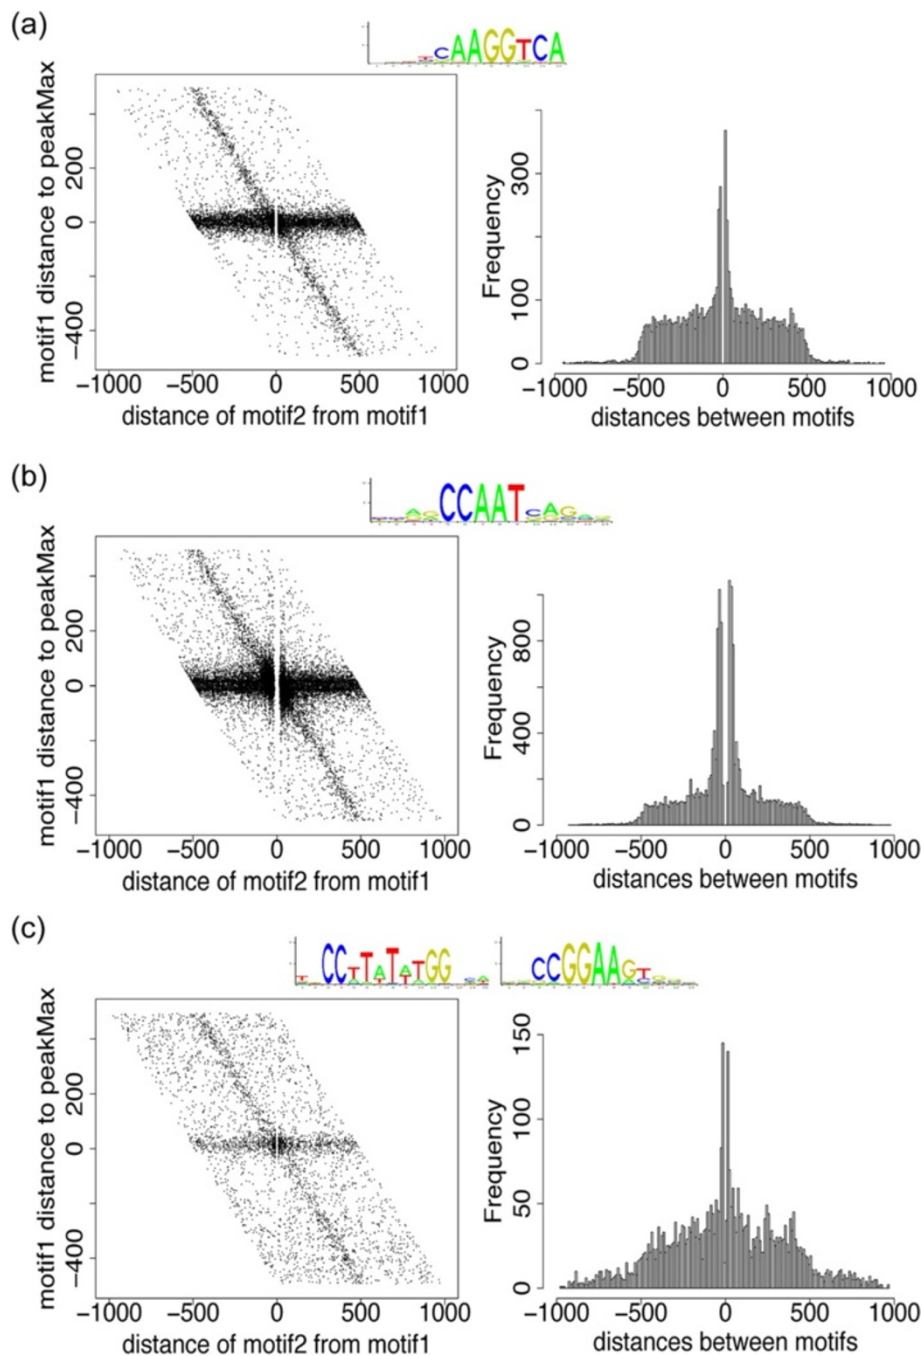 (a)
CAAGGTCA
motif1 distance to peakMax
200
0
−400
−1000 −500 0 500 1000
distance of motif2 from motif1
Frequency
300
100
0
−1000 −500 0 500 1000
distances between motifs
(b)
CCAAT
motif1 distance to peakMax
200
0
−400
−1000 −500 0 500 1000
distance of motif2 from motif1
Frequency
800
400
0
−1000 −500 0 500 1000
distances between motifs
(c)
CCTTATATGG CCGGAAGT
motif1 distance to peakMax
200
0
−400
−1000 −500 0 500 1000
distance of motif2 from motif1
Frequency
150
100
50
0
−1000 −500 0 500 1000
distances between motifs